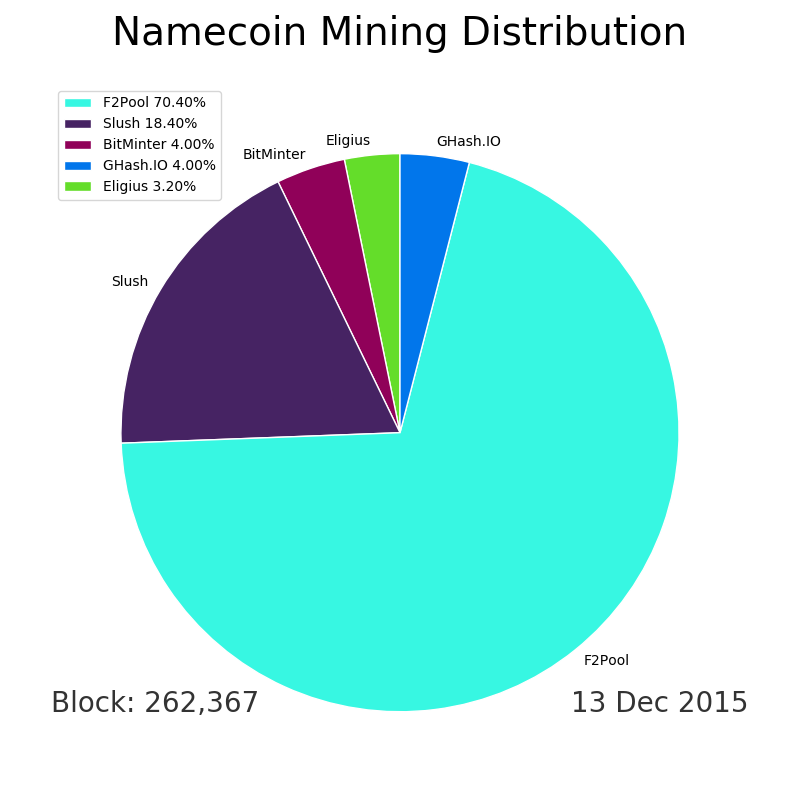 Namecoin Mining Distribution
F2Pool 70.40%
Slush 18.40%
BitMinter 4.00%
GHash.IO 4.00%
Eligius 3.20%
Eligius
GHash.IO
BitMinter
Slush
F2Pool
Block: 262,367
13 Dec 2015